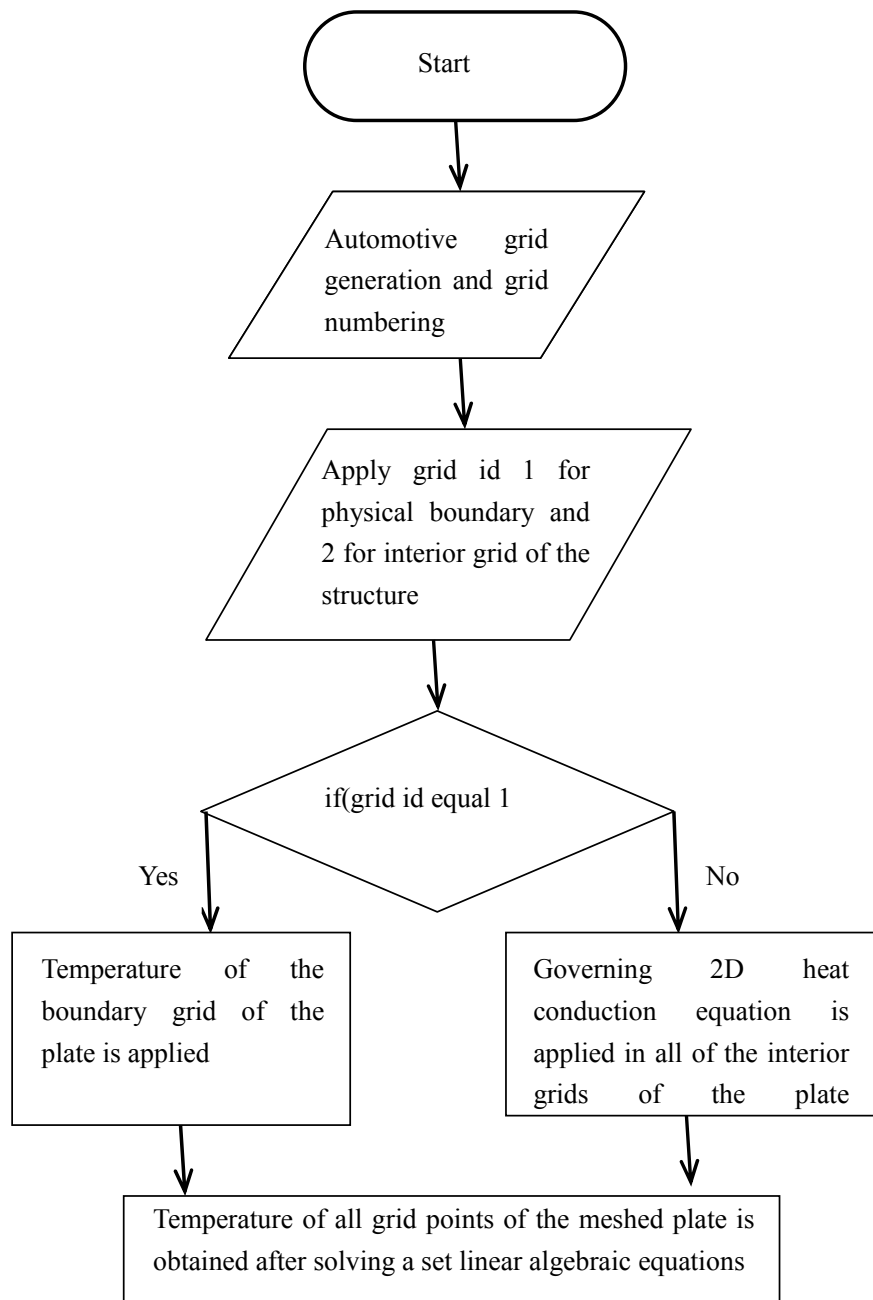 Start
Automotive grid
generation and grid
numbering
Apply grid id 1 for
physical boundary and
2 for interior grid of the
structure
if(grid id equal 1
Yes
No
Temperature of the
boundary grid of the
plate is applied
Governing 2D heat
conduction equation is
applied in all of the interior
grids of the plate
Temperature of all grid points of the meshed plate is
obtained after solving a set linear algebraic equations